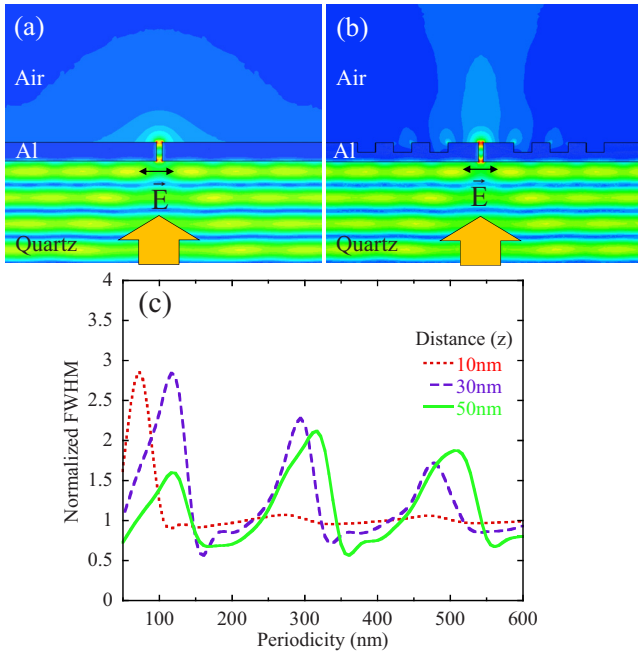 (a)
Air
Al
E
Quartz
(b)
Air
Al
E
Quartz
(c)
4
3.5
3
2.5
2
1.5
1
0.5
0
Normalized FWHM
Distance (z)
10nm
30nm
50nm
100 200 300 400 500 600
Periodicity (nm)